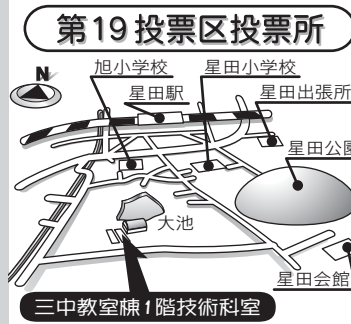 第19投票区投票所
N
旭小学校
星田小学校
星田駅
星田出張所
星田公園
大池
星田会館
三中教室棟1階技術科室